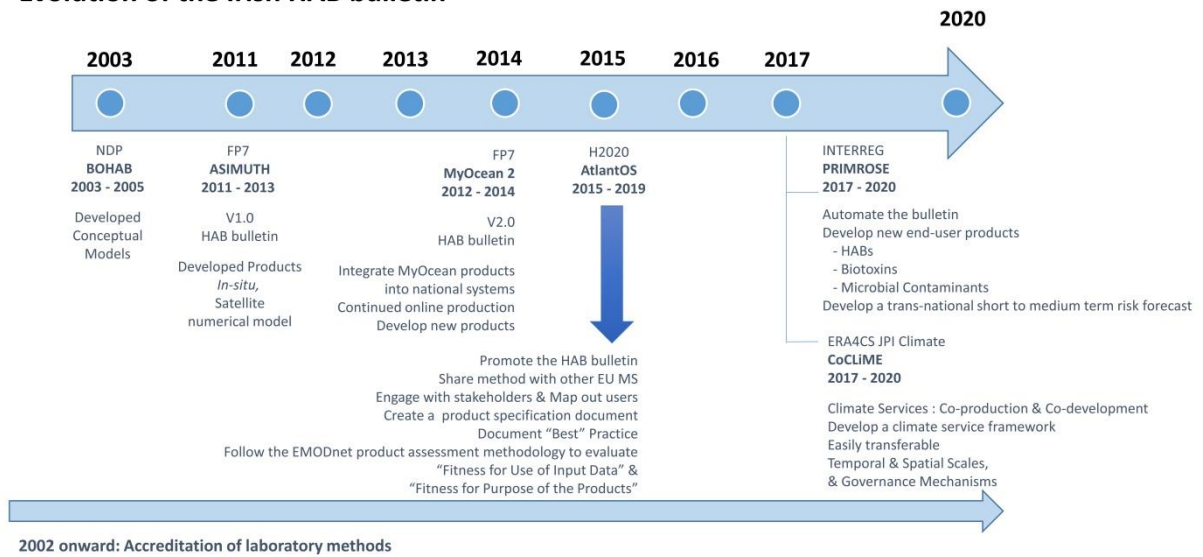 Evolution of the Irish HAB bulletin
2003
2011
2012
2013
2014
2015
2016
2017
2020
NDP
BOHAB
2003 - 2005
Developed
Conceptual
Models
FP7
ASIMUTH
2011 - 2013
V1.0
HAB bulletin
Developed Products
In-situ,
Satellite
numerical model
FP7
MyOcean 2
2012 - 2014
V2.0
HAB bulletin
Integrate MyOcean products
into national systems
Continued online production
Develop new products
H2020
AtlantOS
2015 - 2019
Promote the HAB bulletin
Share method with other EU MS
Engage with stakeholders & Map out users
Create a product specification document
Document “Best” Practice
Follow the EMODnet product assessment methodology to evaluate
“Fitness for Use of Input Data” &
“Fitness for Purpose of the Products”
INTERREG
PRIMROSE
2017 - 2020
Automate the bulletin
Develop new end-user products
- HABs
- Biotoxins
- Microbial Contaminants
Develop a trans-national short to medium term risk forecast
ERA4CS JPI Climate
CoCLiME
2017 - 2020
Climate Services : Co-production & Co-development
Develop a climate service framework
Easily transferable
Temporal & Spatial Scales,
& Governance Mechanisms
2002 onward: Accreditation of laboratory methods